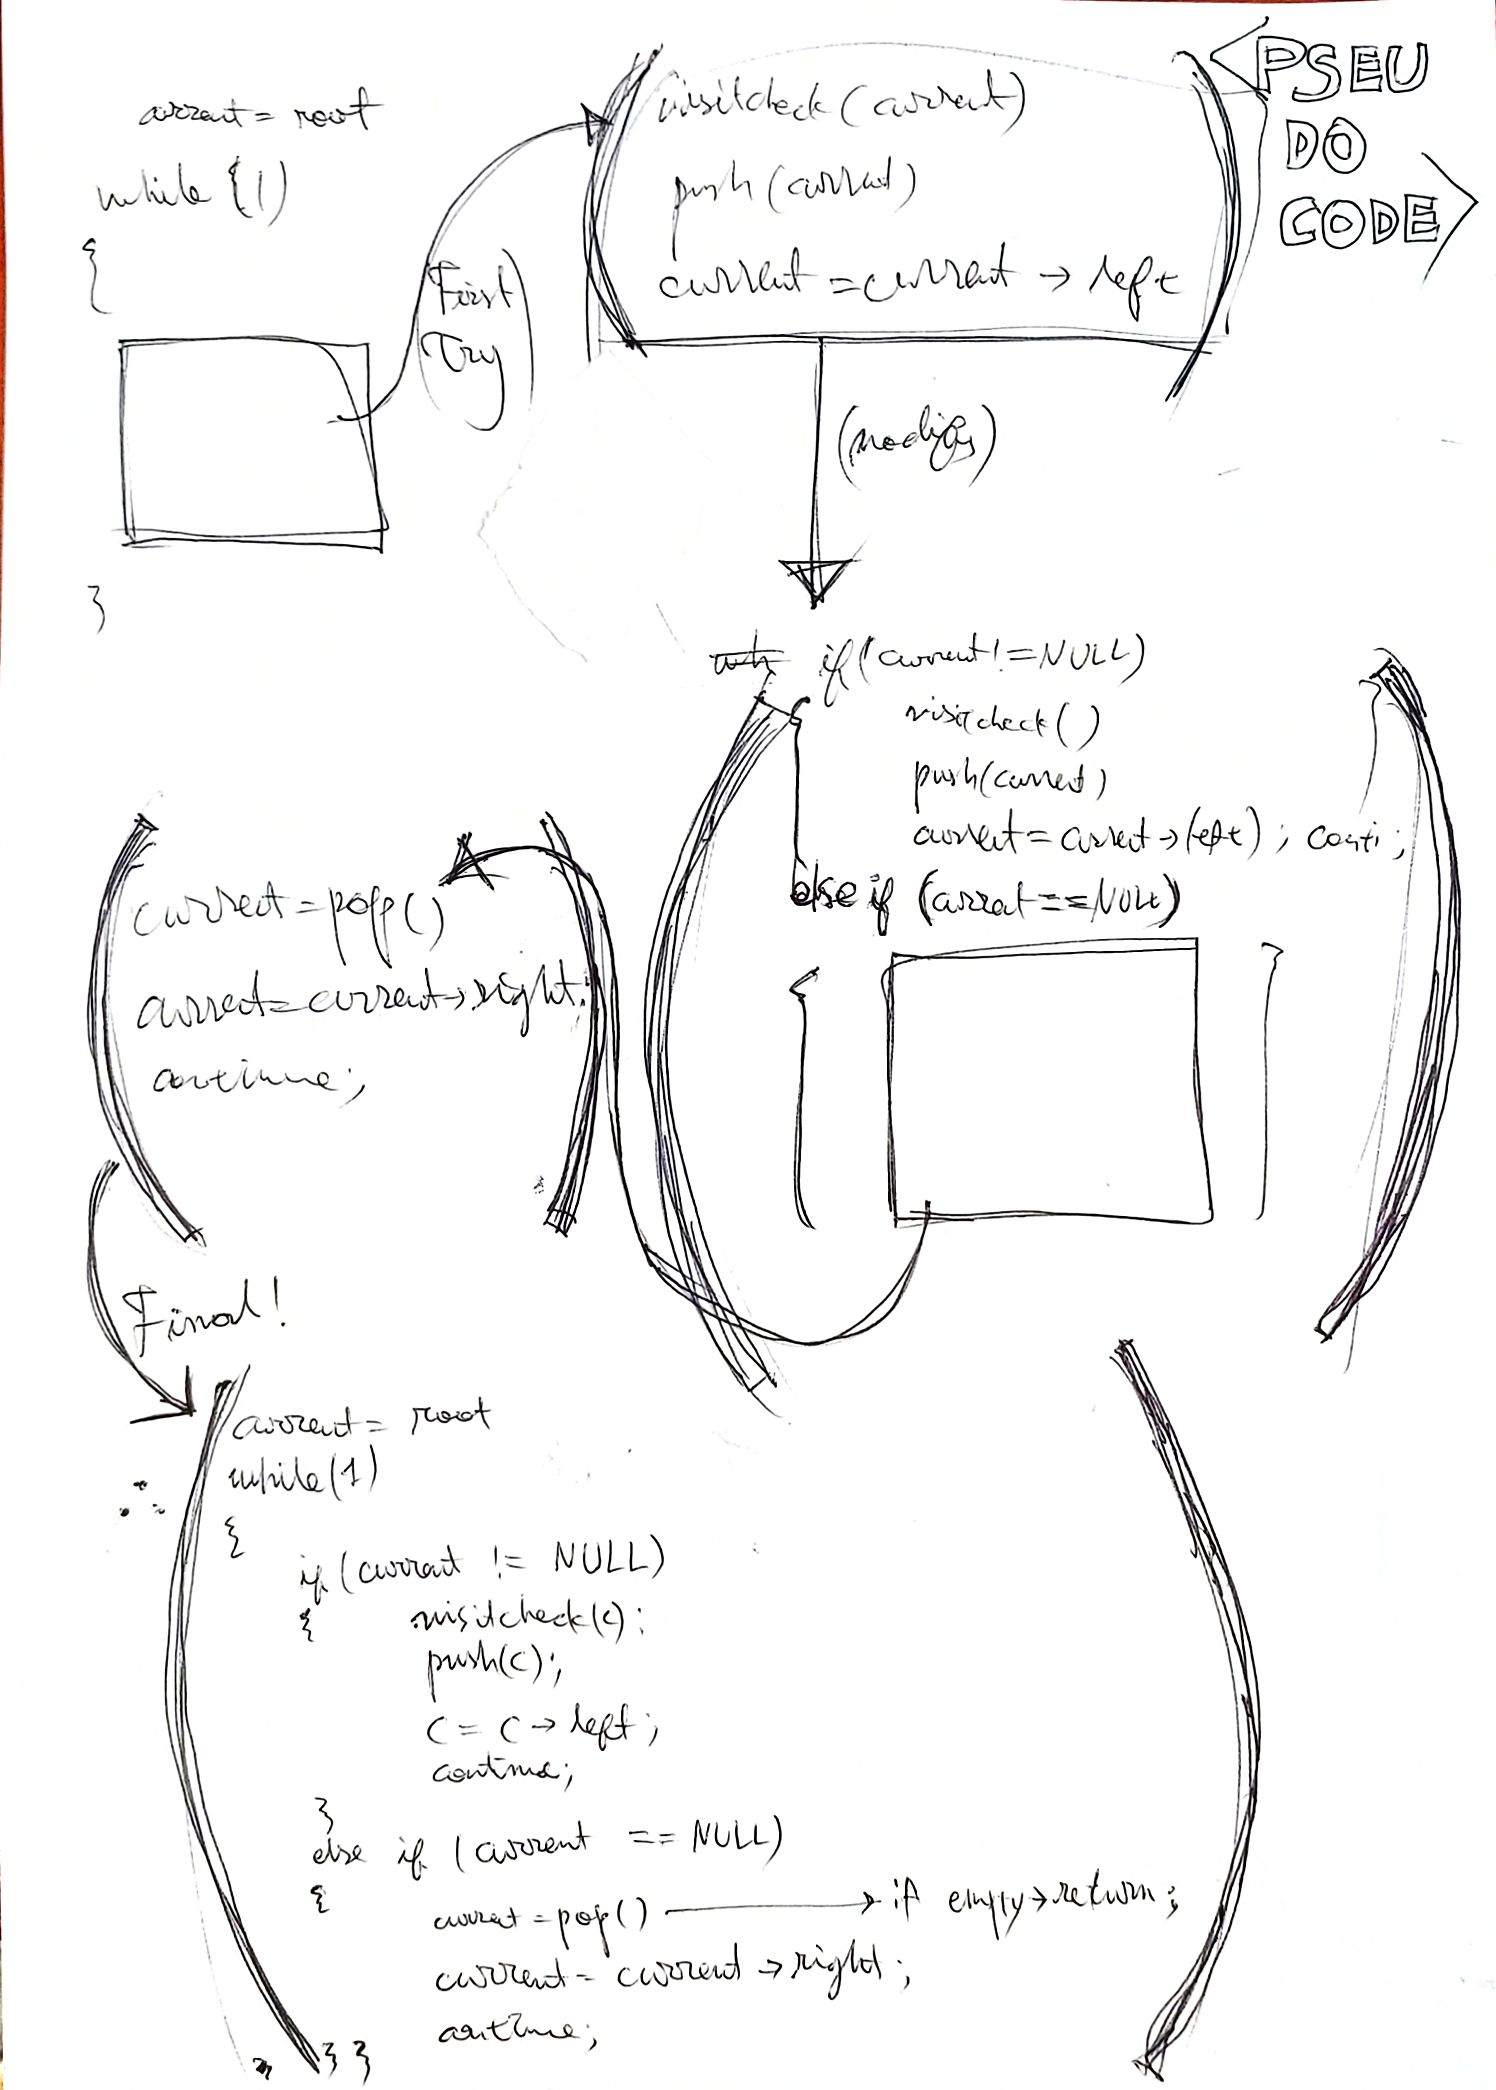 <PSEU
DO
CODE>
current = root
while {1)
{
}
(First
Try)
visitcheck(current)
push(current)
current = current → left
(modify)
wh if(current != NULL)
{
visitcheck()
push(current)
current = current → left) ; conti ;
}
else if (current == NULL)
{
}
current = pop()
current = current → right;
continue;
Final!
current = root
while(1)
{
if (current != NULL)
{ visitcheck(c);
push(c);
c = c → left;
continue;
}
else if (current == NULL)
{
current = pop() → if empty → return;
current = current → right;
continue;
} }